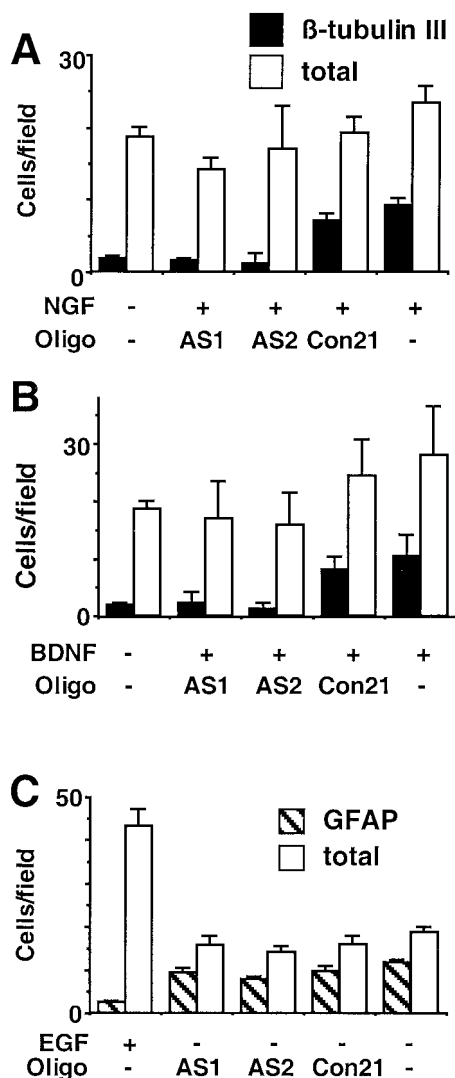 A
ß-tubulin III
total
Cells/field
30
0
NGF - + + + +
Oligo - AS1 AS2 Con21 -
B
Cells/field
30
0
BDNF - + + + +
Oligo - AS1 AS2 Con21 -
C
GFAP
total
Cells/field
50
0
EGF + - - - -
Oligo - AS1 AS2 Con21 -